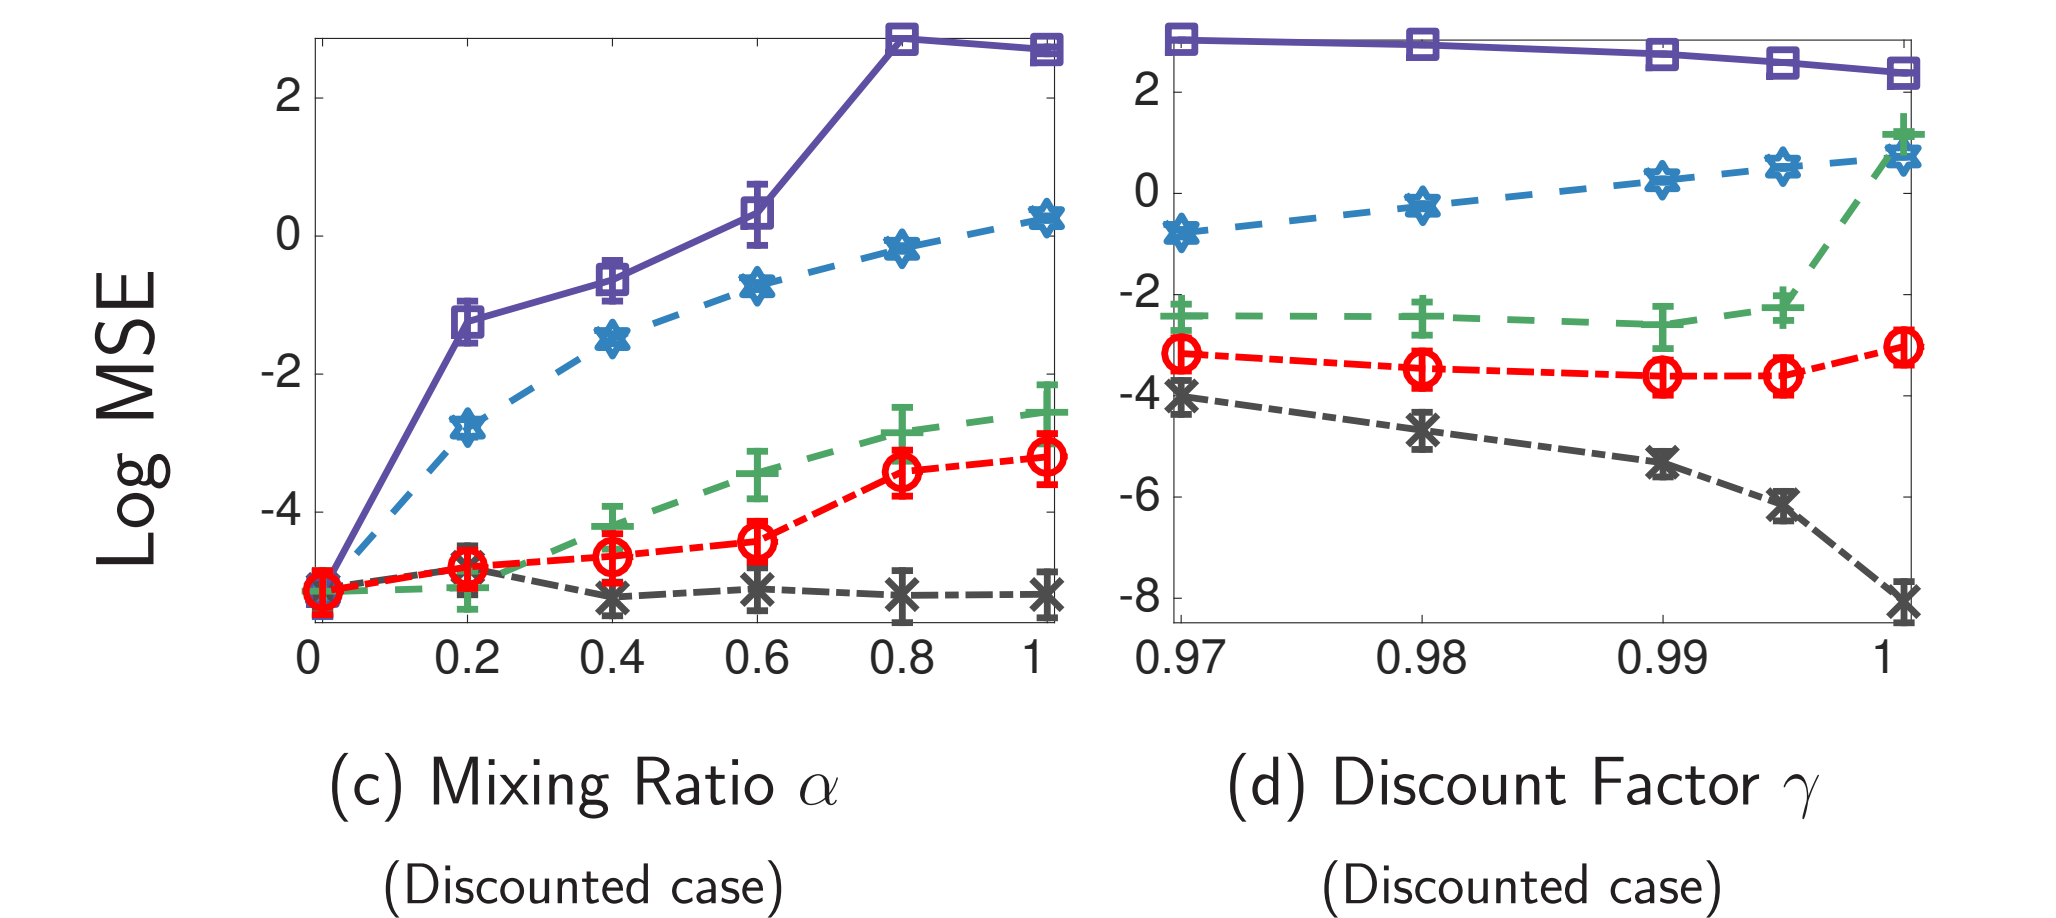 Log MSE
2
0
-2
-4
0 0.2 0.4 0.6 0.8 1
2
0
-2
-4
-6
-8
0.97 0.98 0.99 1
(c) Mixing Ratio α
(Discounted case)
(d) Discount Factor γ
(Discounted case)